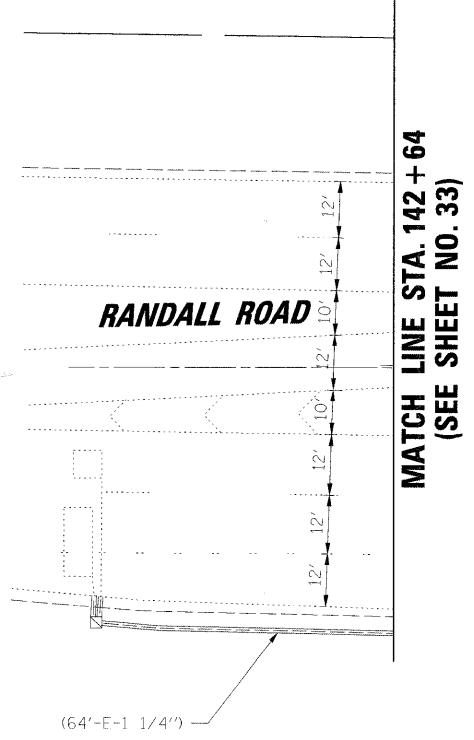 12'
12'
RANDALL ROAD
10'
12'
10'
12'
12'
12'
MATCH LINE STA. 142 + 64
(SEE SHEET NO. 33)
(64'-E-1 1/4")